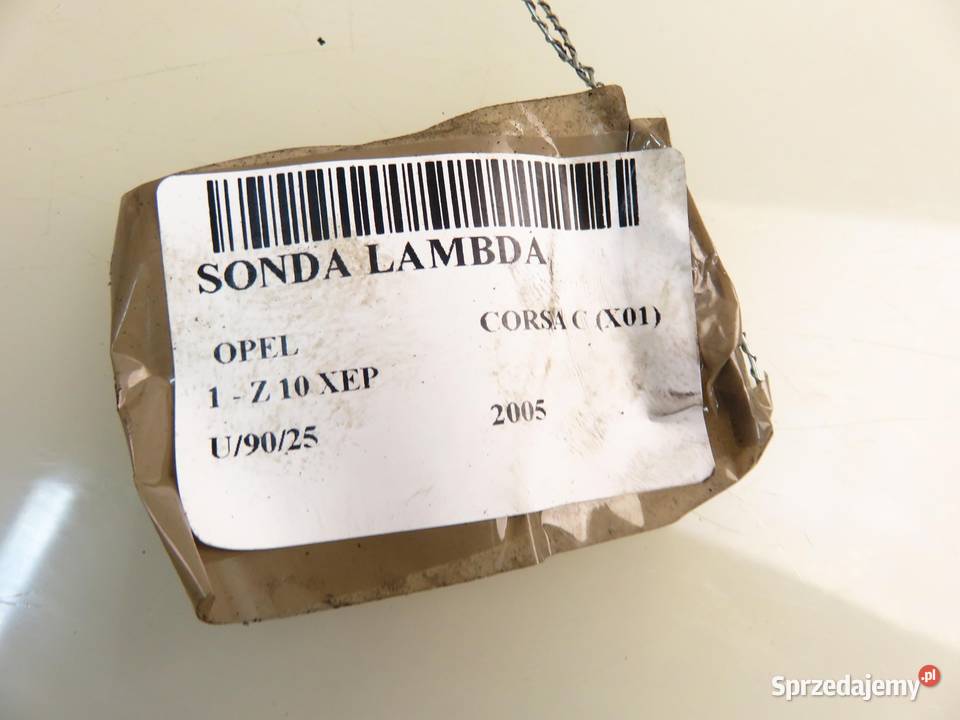 SONDA LAMBDA
OPEL CORSA C (X01)
1 - Z 10 XEP
U/90/25 2005
Sprzedajemy.pl